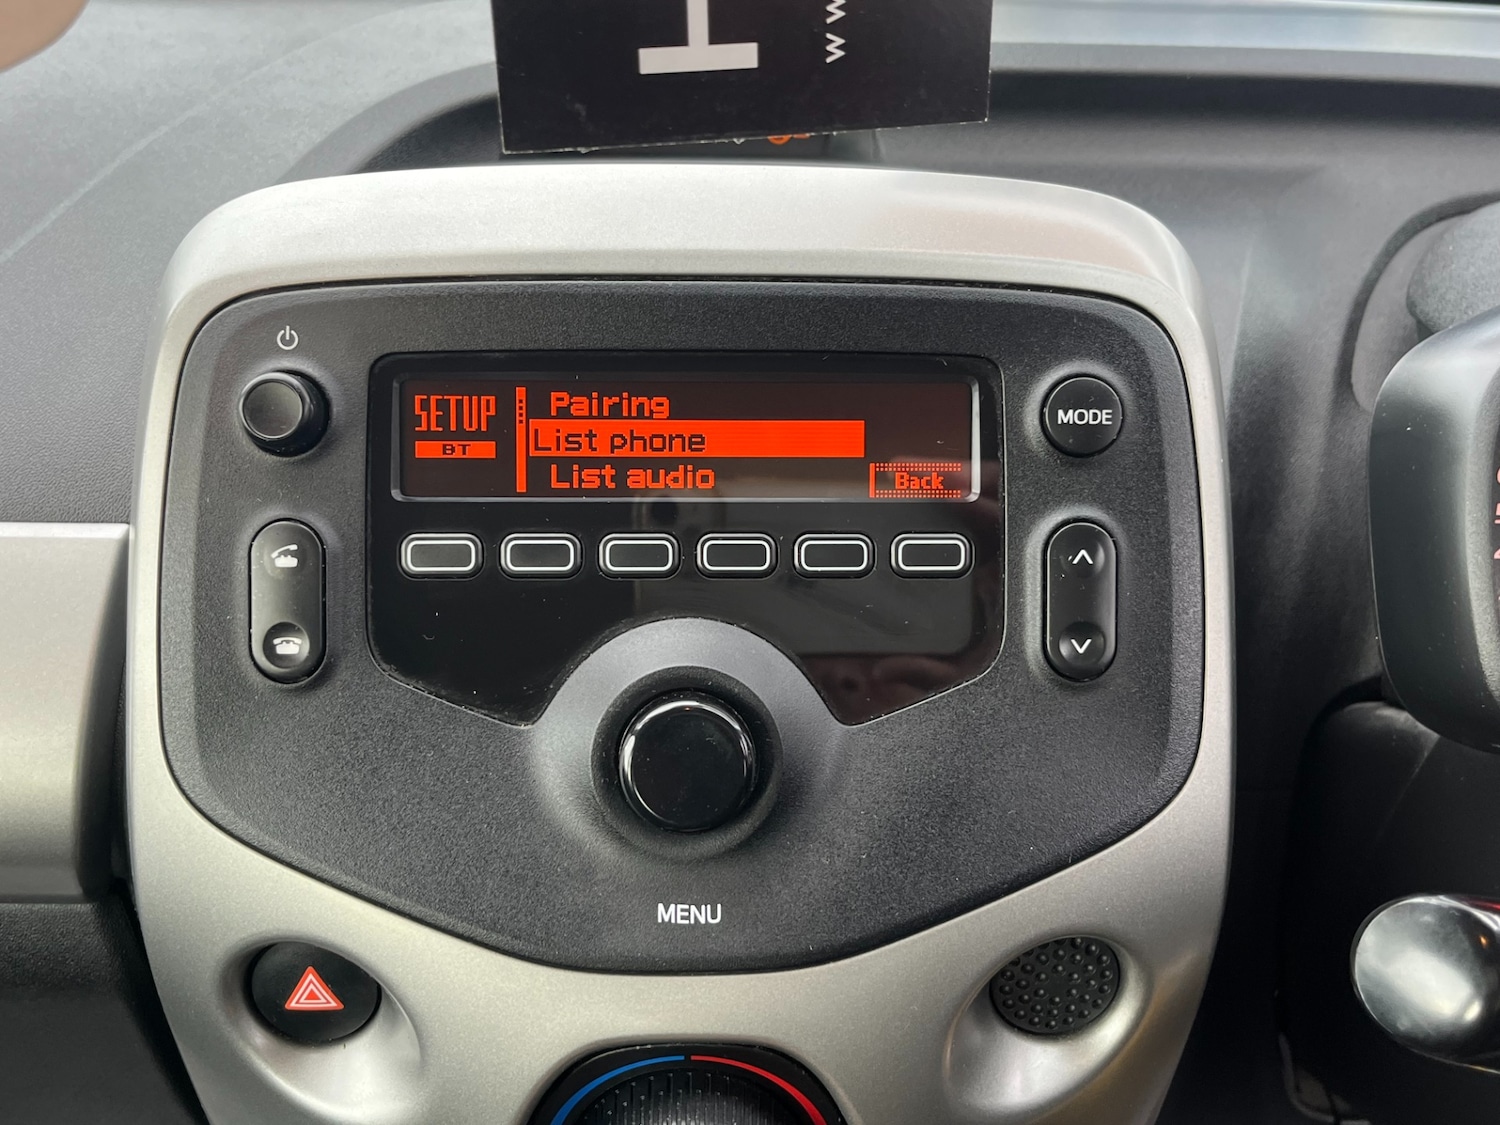 SETUP
BT
Pairing
List phone
List audio
Back
MODE
MENU